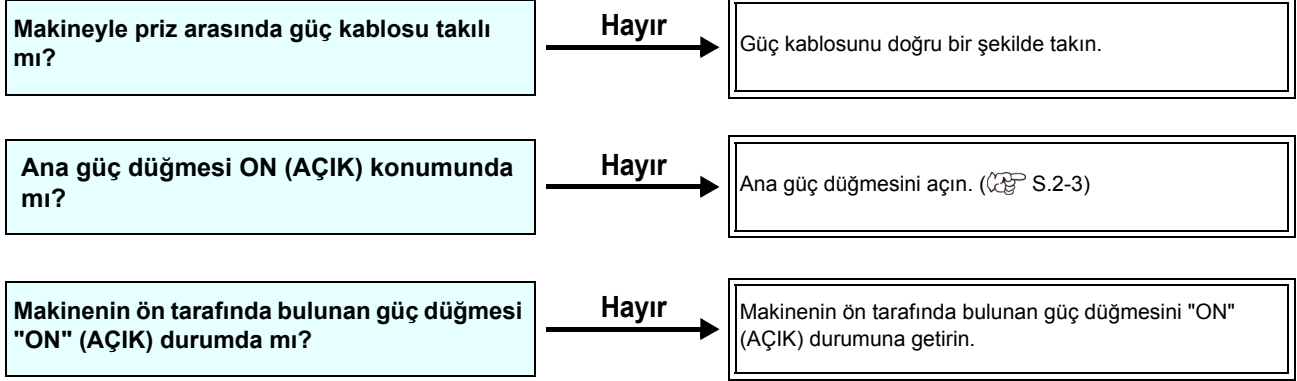 Makineyle priz arasında güç kablosu takılı
mı?
Hayır
Güç kablosunu doğru bir şekilde takın.
Ana güç düğmesi ON (AÇIK) konumunda
mı?
Hayır
Ana güç düğmesini açın. ( S.2-3)
Makinenin ön tarafında bulunan güç düğmesi
"ON" (AÇIK) durumda mı?
Hayır
Makinenin ön tarafında bulunan güç düğmesini "ON"
(AÇIK) durumuna getirin.